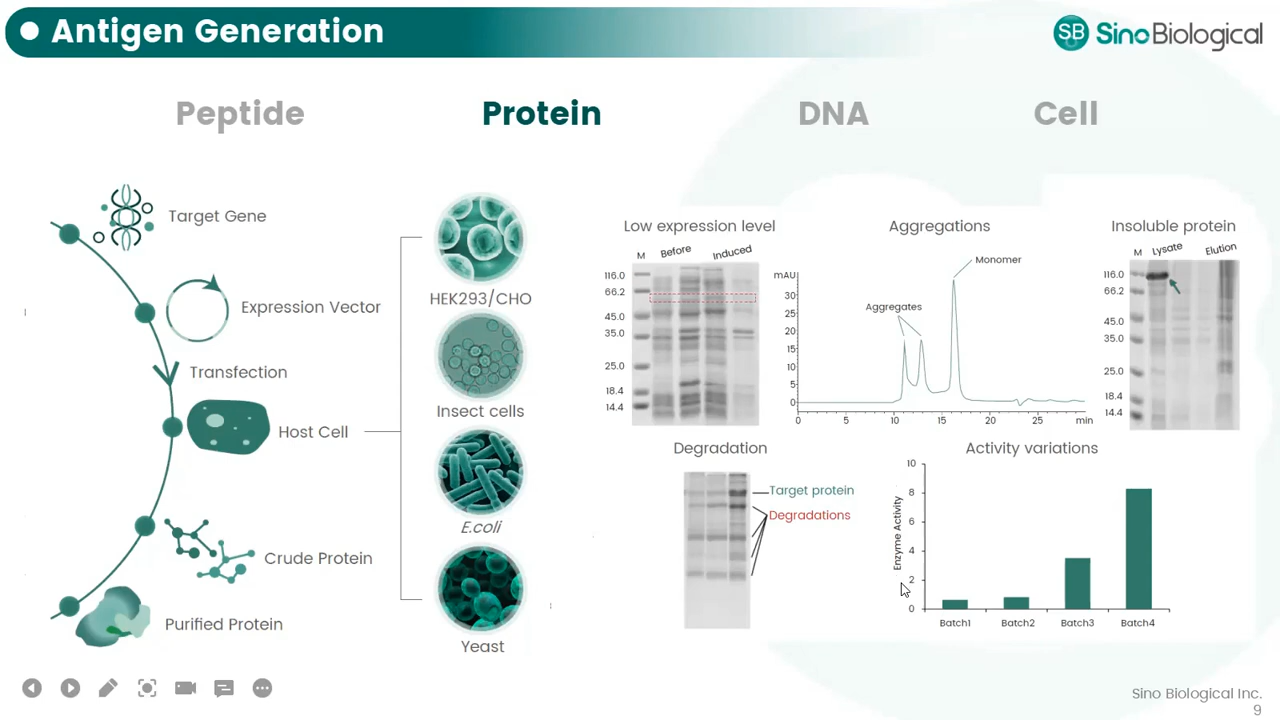 Antigen Generation
SB SinoBiological
Peptide
Protein
DNA
Cell
Target Gene
Expression Vector
Transfection
Host Cell
Crude Protein
Purified Protein
HEK293/CHO
Insect cells
E.coli
Yeast
Low expression level
M Before Induced
116.0
66.2
45.0
35.0
25.0
18.4
14.4
Aggregations
mAU
30
25
20
15
10
5
0
0 5 10 15 20 25 min
Aggregates
Monomer
Insoluble protein
M Lysate Elution
116.0
66.2
45.0
35.0
25.0
18.4
14.4
Degradation
Target protein
Degradations
Activity variations
Enzyme Activity
10
8
6
4
2
0
Batch1 Batch2 Batch3 Batch4
Sino Biological Inc.
9